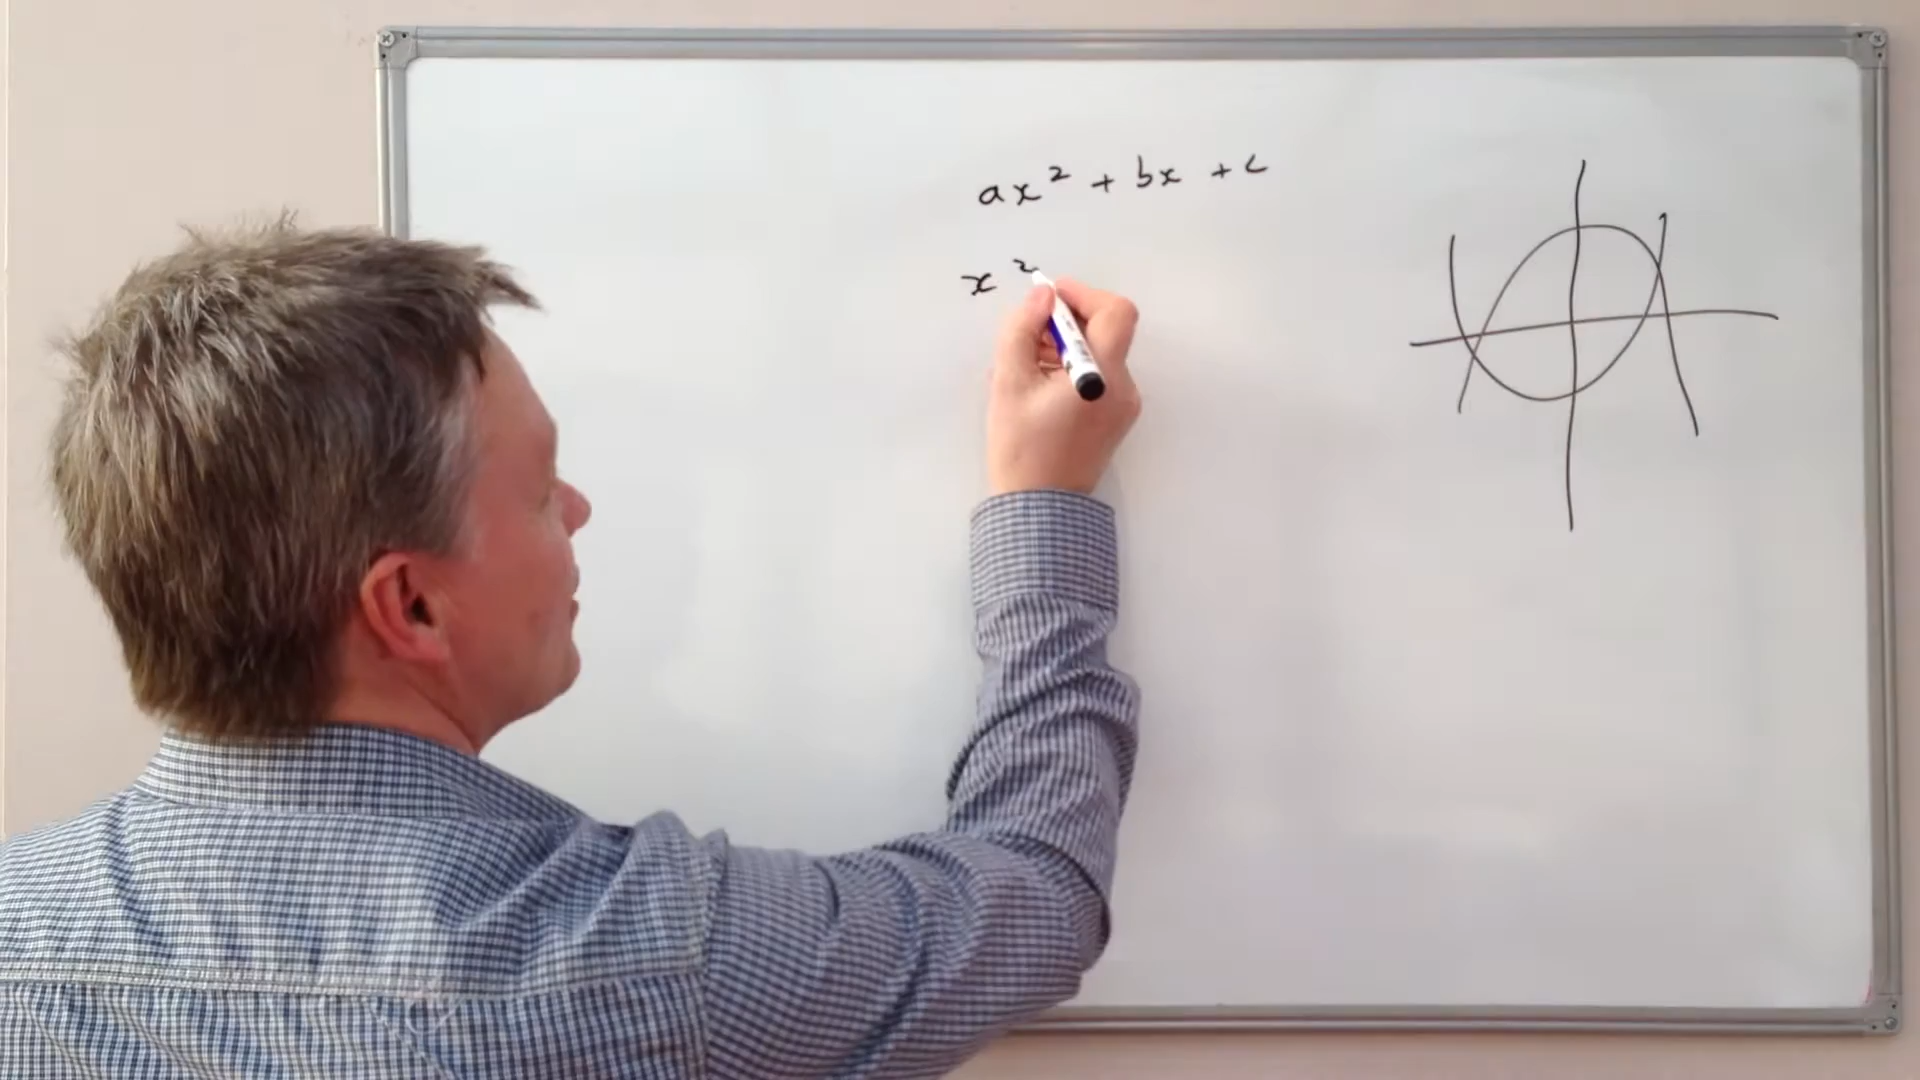 ax² + bx + c
x²